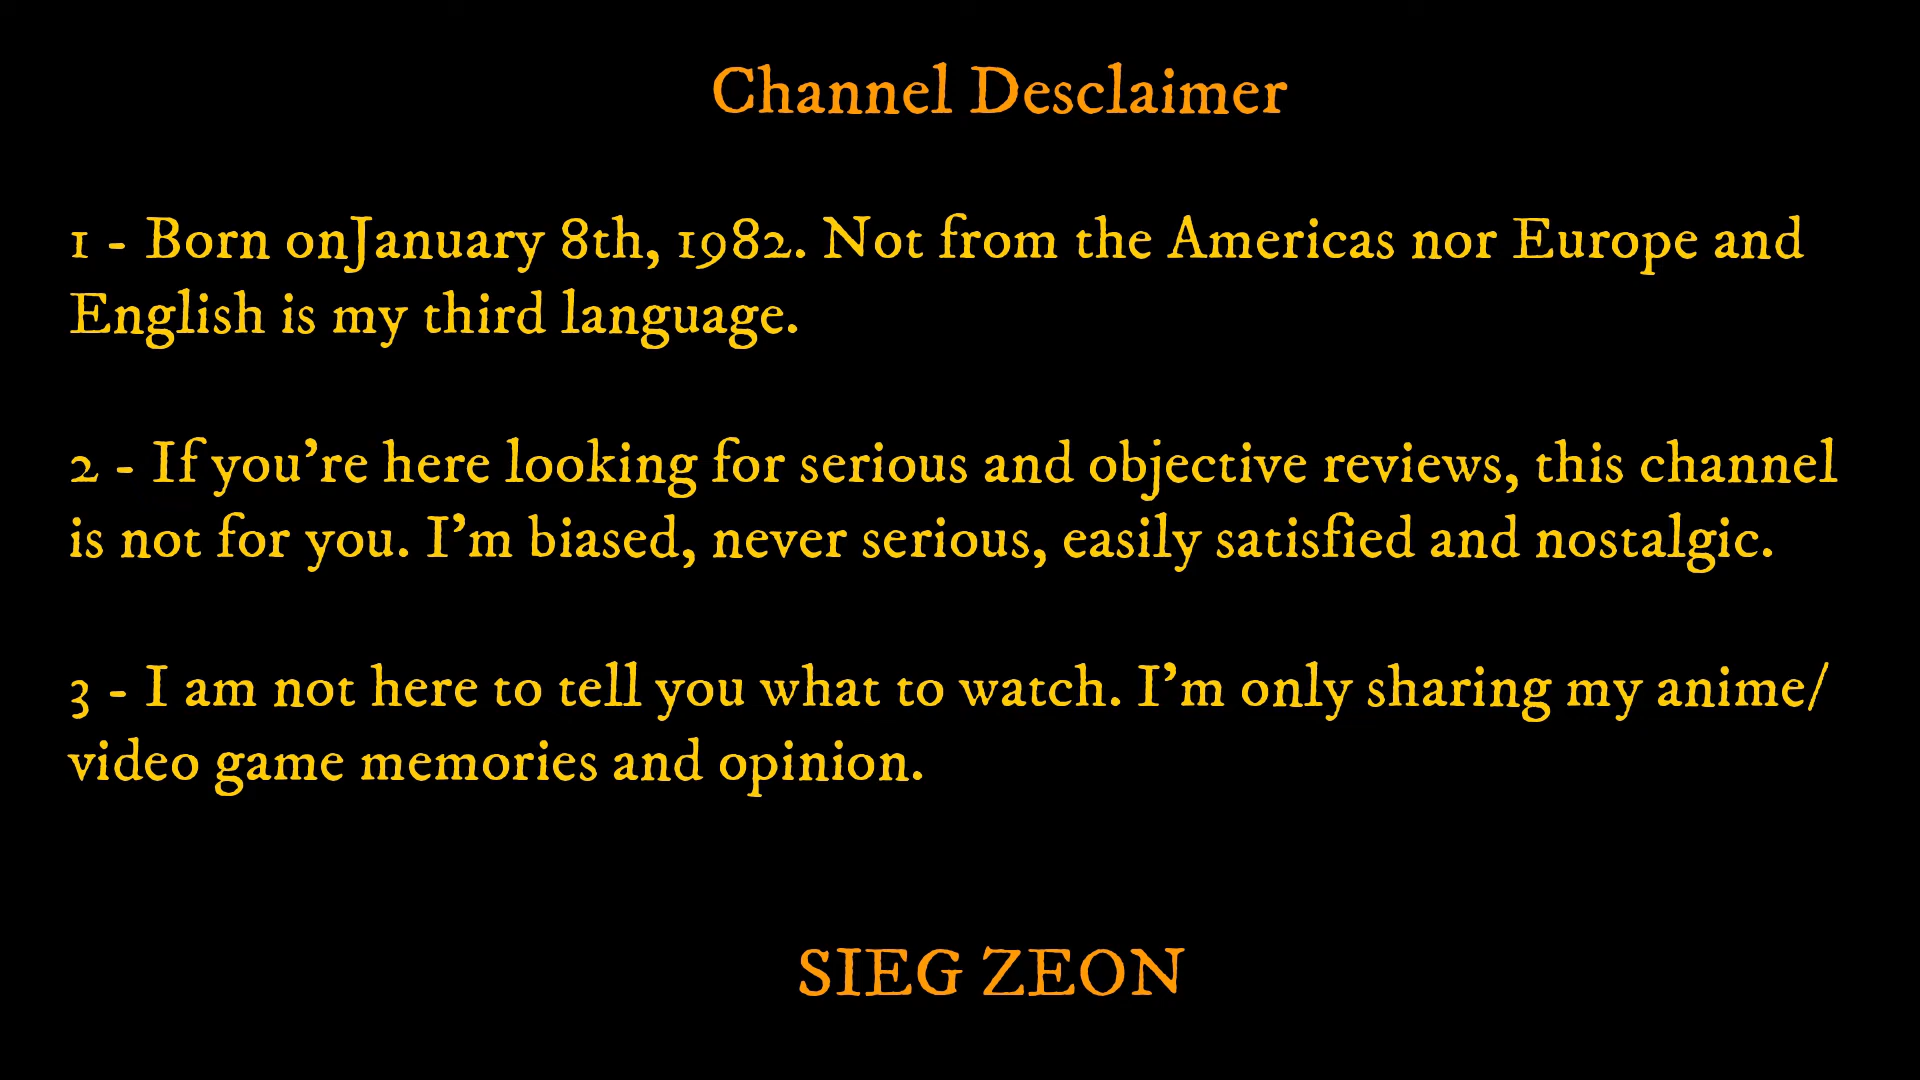 Channel Desclaimer
1 - Born onJanuary 8th, 1982. Not from the Americas nor Europe and
English is my third language.
2 - If you're here looking for serious and objective reviews, this channel
is not for you. I'm biased, never serious, easily satisfied and nostalgic.
3 - I am not here to tell you what to watch. I'm only sharing my anime/
video game memories and opinion.
SIEG ZEON